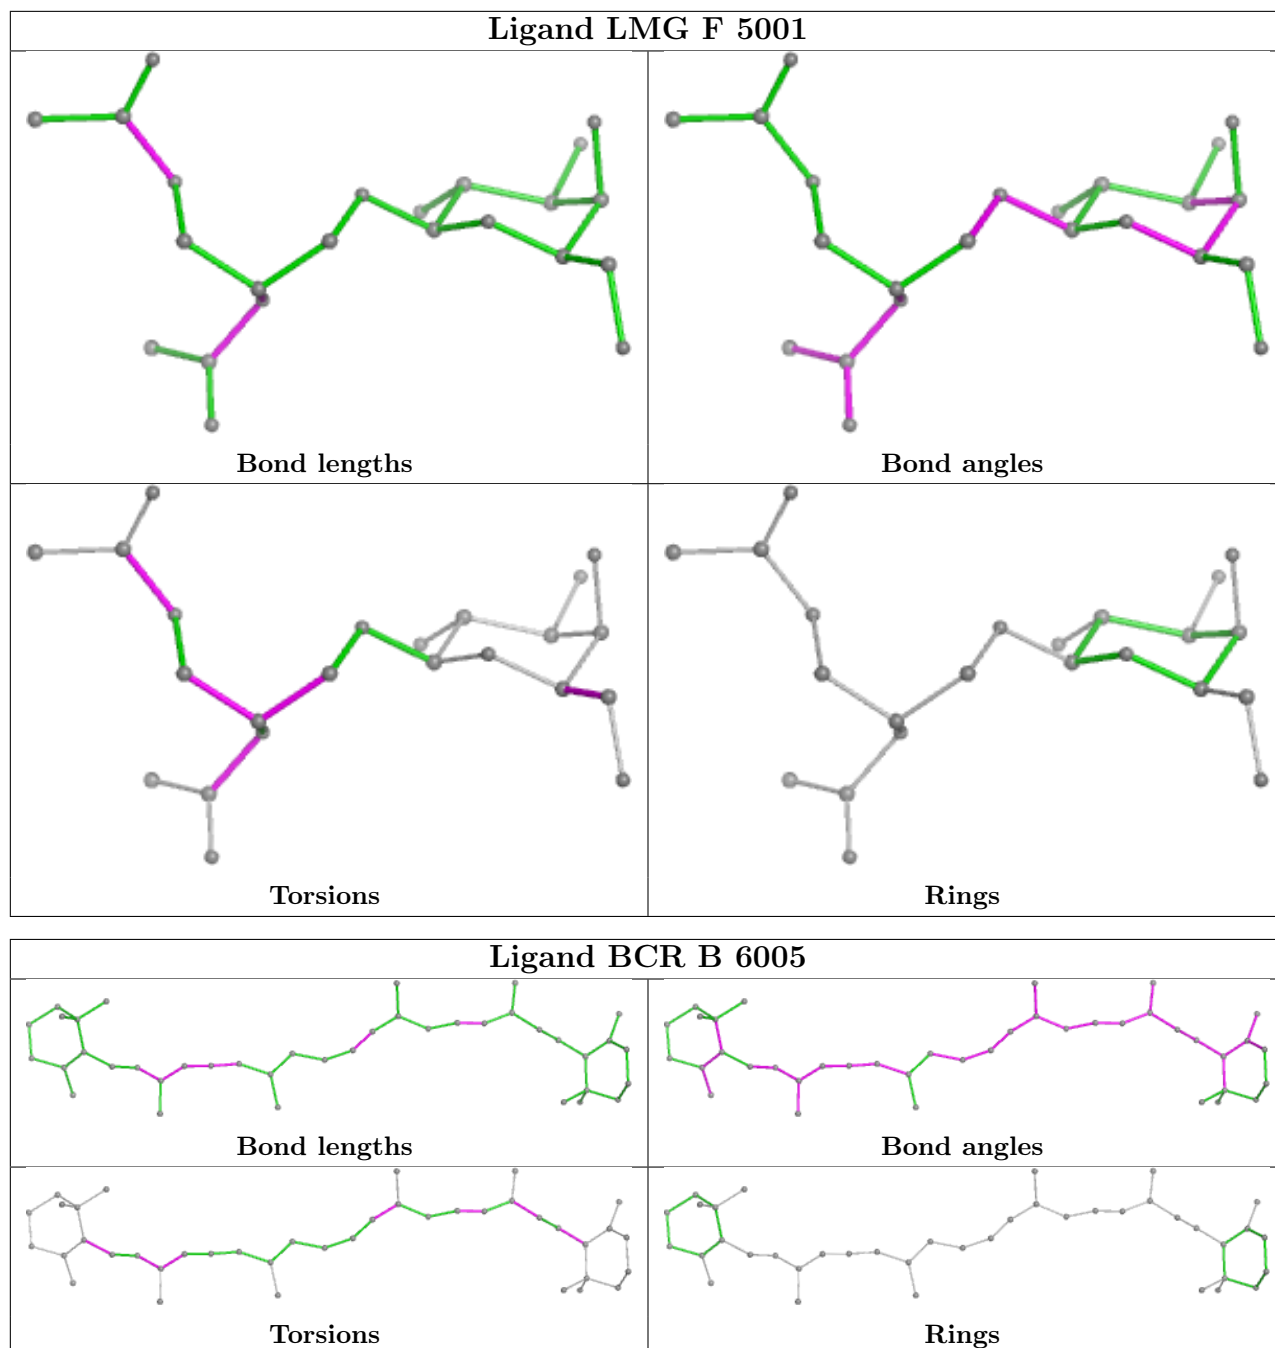 Ligand LMG F 5001
Bond lengths
Bond angles
Torsions
Rings
Ligand BCR B 6005
Bond lengths
Bond angles
Torsions
Rings